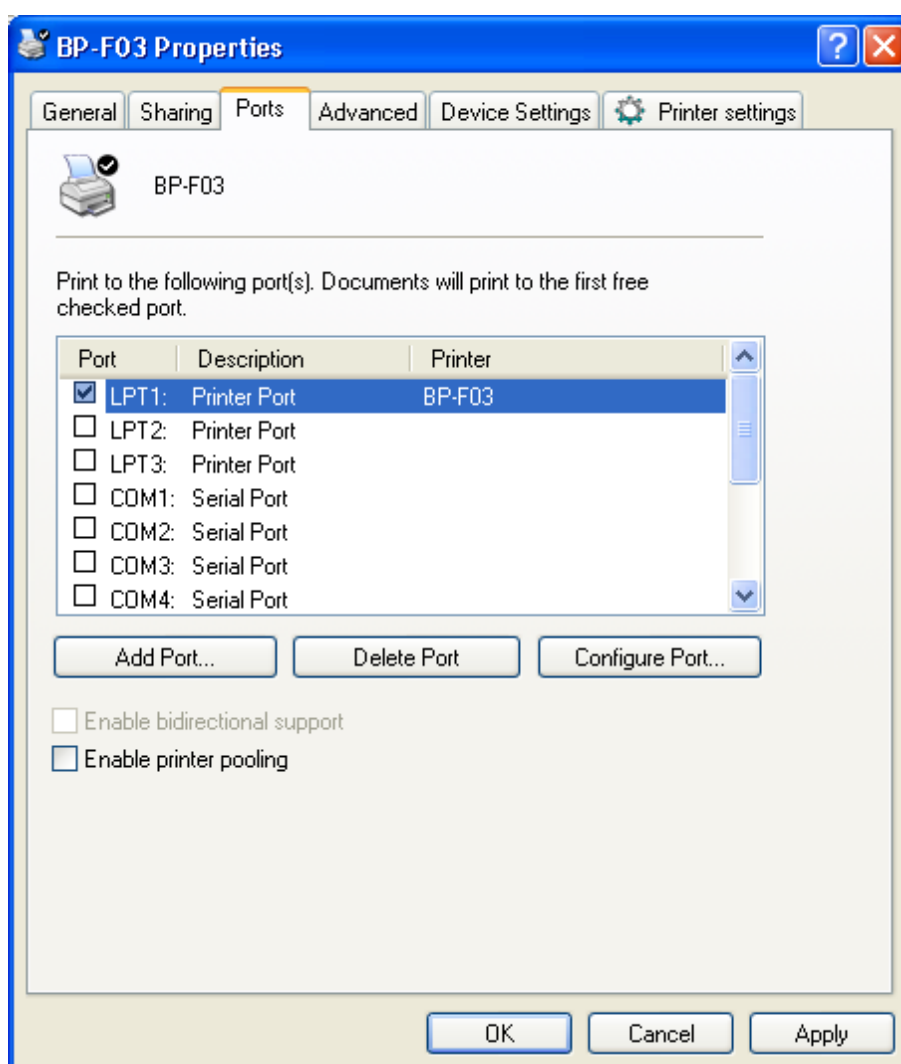 BP-F03 Properties
General Sharing Ports Advanced Device Settings Printer settings
BP-F03
Print to the following port(s). Documents will print to the first free
checked port.
Port Description Printer
LPT1: Printer Port BP-F03
LPT2: Printer Port
LPT3: Printer Port
COM1: Serial Port
COM2: Serial Port
COM3: Serial Port
COM4: Serial Port
Add Port... Delete Port Configure Port...
Enable bidirectional support
Enable printer pooling
OK Cancel Apply